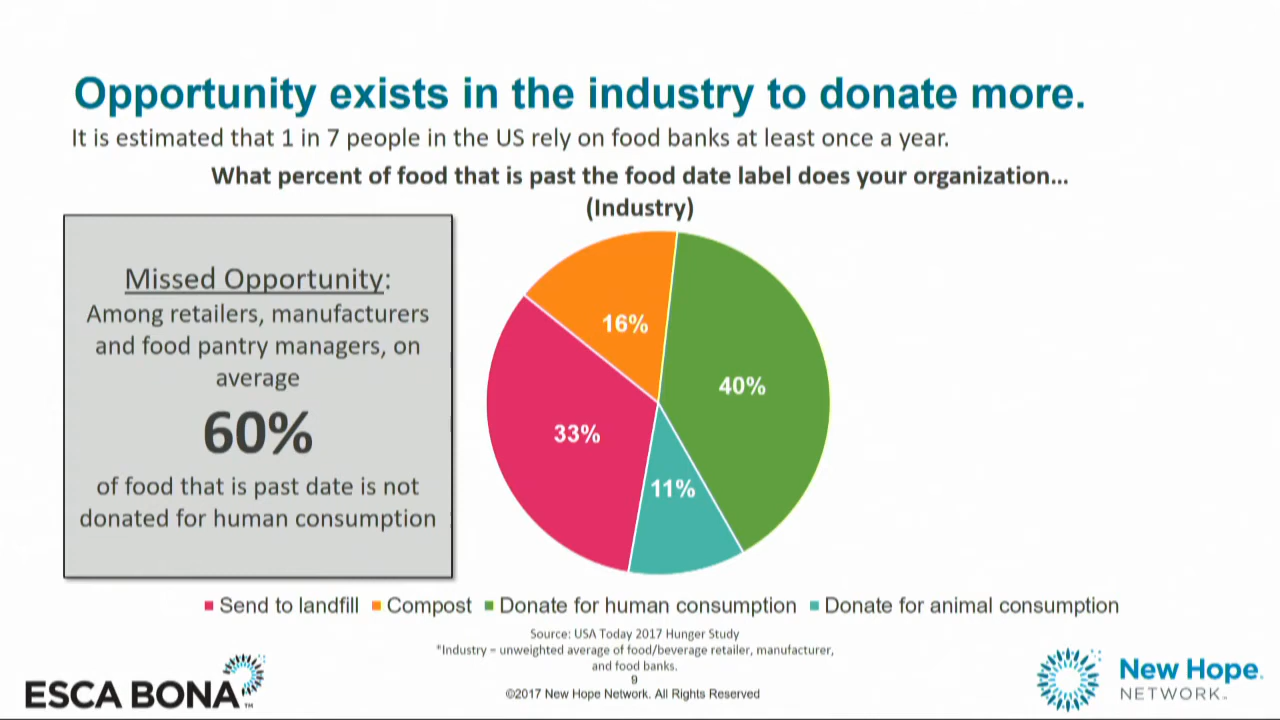 Opportunity exists in the industry to donate more.
It is estimated that 1 in 7 people in the US rely on food banks at least once a year.
What percent of food that is past the food date label does your organization...
(Industry)
Missed Opportunity:
Among retailers, manufacturers
and food pantry managers, on
average
60%
of food that is past date is not
donated for human consumption
16%
40%
33%
11%
Send to landfill Compost Donate for human consumption Donate for animal consumption
Source: USA Today 2017 Hunger Study
*Industry = unweighted average of food/beverage retailer, manufacturer,
and food banks.
9
©2017 New Hope Network. All Rights Reserved
ESCA BONA™
New Hope®
NETWORK™